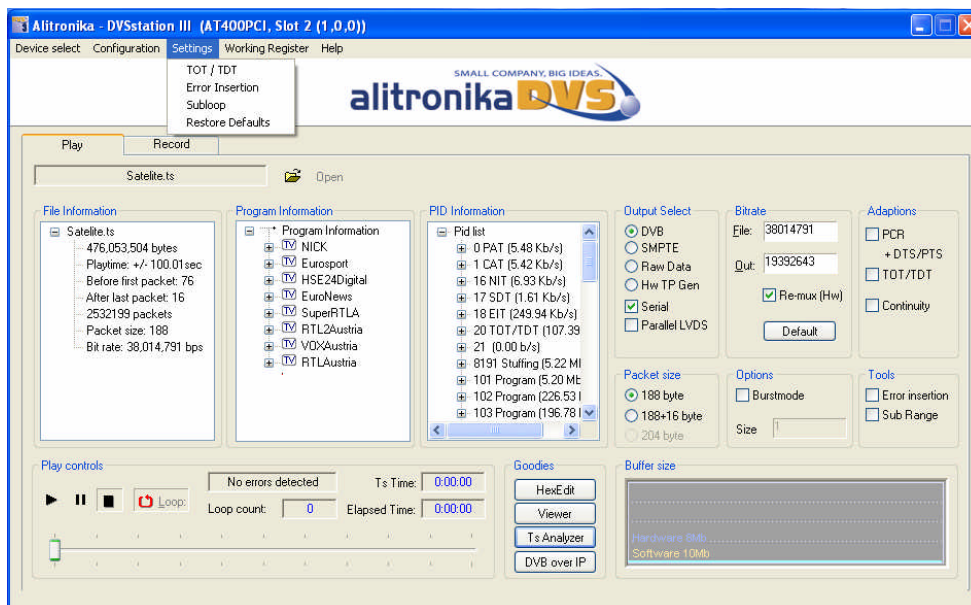 Alitronika - DVSstation III (AT400PCI, Slot 2 (1,0,0))
Device select Configuration Settings Working Register Help
TOT / TDT
Error Insertion
Subloop
Restore Defaults
SMALL COMPANY, BIG IDEAS.
alitronika DVS
Play Record
Satelite.ts Open
File Information
Satelite.ts
476,053,504 bytes
Playtime: +/- 100.01sec
Before first packet: 76
After last packet: 16
2532199 packets
Packet size: 188
Bit rate: 38,014,791 bps
Program Information
Program Information
NICK
Eurosport
HSE24Digital
EuroNews
SuperRTLA
RTL2Austria
VOXAustria
RTLAustria
PID Information
Pid list
0 PAT (5.48 Kb/s)
1 CAT (5.42 Kb/s)
16 NIT (6.93 Kb/s)
17 SDT (1.61 Kb/s)
18 EIT (249.94 Kb/s)
20 TOT/TDT (107.39
21 (0.00 b/s)
8191 Stuffing (5.22 M
101 Program (5.20 Mb
102 Program (226.53
103 Program (196.78
Output Select
DVB
SMPTE
Raw Data
Hw TP Gen
Serial
Parallel LVDS
Bitrate
File: 38014791
Out: 19392643
Re-mux (Hw)
Default
Adaptions
PCR
+ DTS/PTS
TOT/TDT
Continuity
Packet size
188 byte
188+16 byte
204 byte
Options
Burstmode
Size 1
Tools
Error insertion
Sub Range
Play controls
Loop:
No errors detected
Ts Time: 0:00:00
Loop count: 0
Elapsed Time: 0:00:00
Goodies
HexEdit
Viewer
Ts Analyzer
DVB over IP
Buffer size
Hardware 8Mb
Software 10Mb